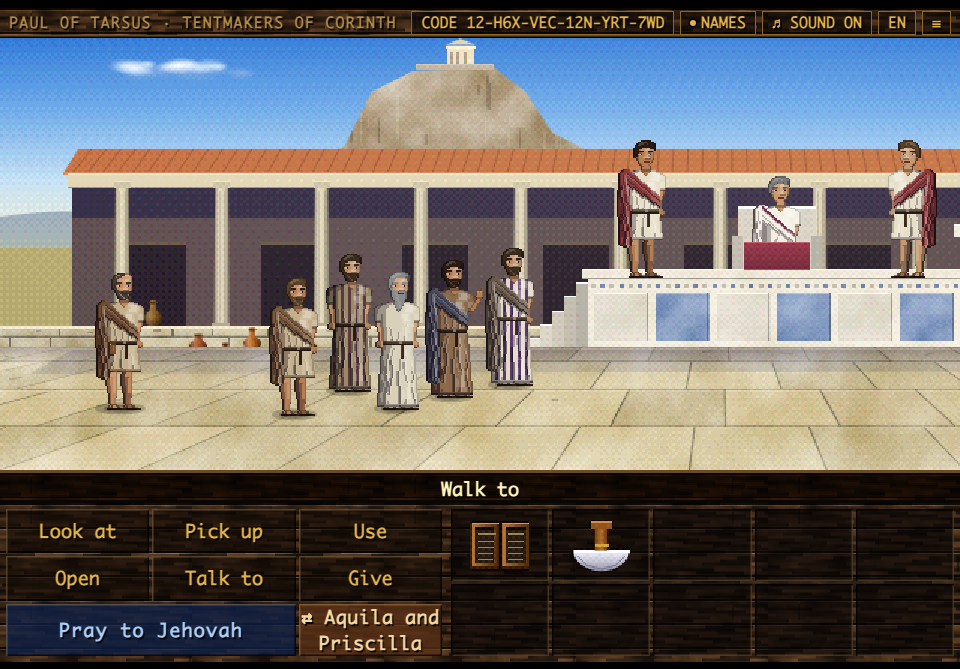 PAUL OF TARSUS · TENTMAKERS OF CORINTH
CODE 12-H6X-VEC-12N-YRT-7WD
● NAMES
♬ SOUND ON
EN
≡
Walk to
Look at
Pick up
Use
Open
Talk to
Give
Pray to Jehovah
⇄ Aquila and
Priscilla